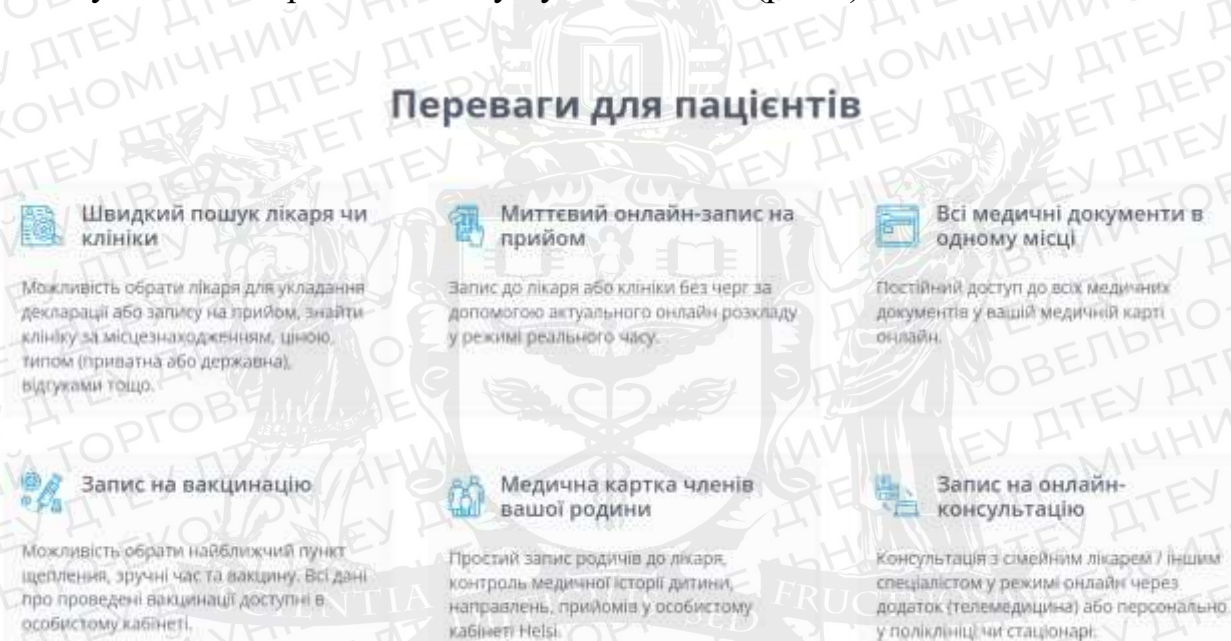 Переваги для пацієнтів
Швидкий пошук лікаря чи
клініки
Можливість обрати лікаря для укладання
декларації або запису на прийом, знайти
клініку за місцезнаходженням, ціною,
типом (приватна або державна),
відгуками тощо.
Миттєвий онлайн-запис на
прийом
Запис до лікаря або клініки без черг за
допомогою актуального онлайн розкладу
у режимі реального часу.
Всі медичні документи в
одному місці
Постійний доступ до всіх медичних
документів у вашій медичній карті
онлайн.
Запис на вакцинацію
Можливість обрати найближчий пункт
щеплення, зручні час та вакцину. Всі дані
про проведені вакцинації доступні в
особистому кабінеті.
Медична картка членів
вашої родини
Простий запис родичів до лікаря,
контроль медичної історії дитини,
направлень, прийомів у особистому
кабінеті Helsi.
Запис на онлайн-
консультацію
Консультація з сімейним лікарем / іншим
спеціалістом у режимі онлайн через
додаток (телемедицина) або персонально
у поліклініці чи стаціонарі.